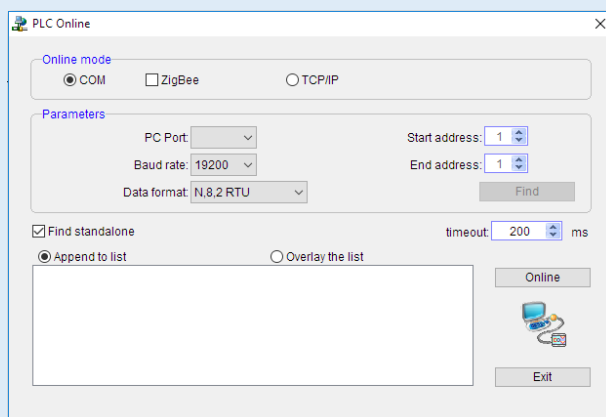 PLC Online
Online mode
COM ZigBee TCP/IP
Parameters
PC Port: Start address: 1
Baud rate: 19200 End address: 1
Data format: N,8,2 RTU Find
Find standalone timeout: 200 ms
Append to list Overlay the list
Online
Exit